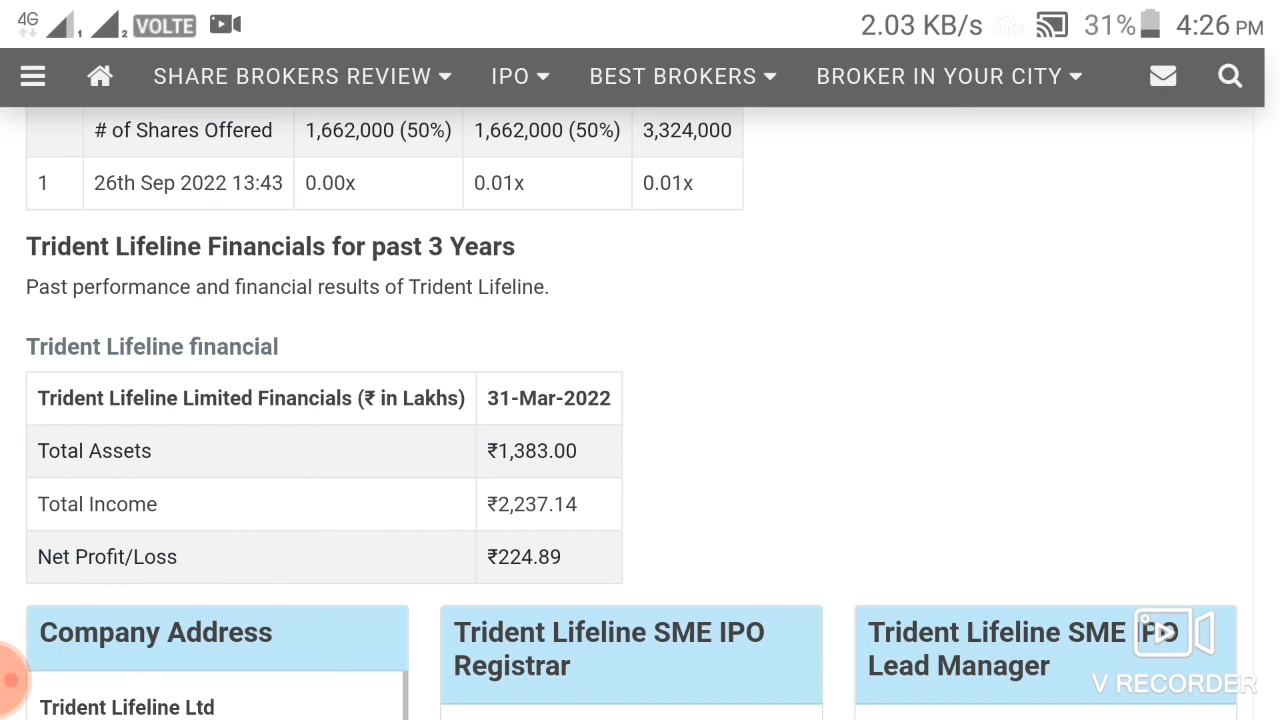 4G 1 2 VOLTE 2.03 KB/s 31% 4:26 PM
SHARE BROKERS REVIEW IPO BEST BROKERS BROKER IN YOUR CITY
# of Shares Offered 1,662,000 (50%) 1,662,000 (50%) 3,324,000
1 26th Sep 2022 13:43 0.00x 0.01x 0.01x
Trident Lifeline Financials for past 3 Years
Past performance and financial results of Trident Lifeline.
Trident Lifeline financial
Trident Lifeline Limited Financials (₹ in Lakhs) 31-Mar-2022
Total Assets ₹1,383.00
Total Income ₹2,237.14
Net Profit/Loss ₹224.89
Company Address
Trident Lifeline Ltd
Trident Lifeline SME IPO
Registrar
Trident Lifeline SME IPO
Lead Manager
V RECORDER